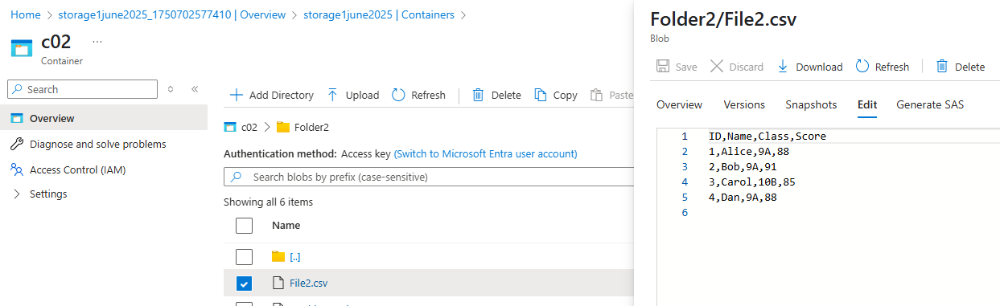 Home > storage1june2025_1750702577410 | Overview > storage1june2025 | Containers >
c02 ...
Container
Search
«
Overview
Diagnose and solve problems
Access Control (IAM)
Settings
Add Directory Upload Refresh Delete Copy Paste
c02 > Folder2
Authentication method: Access key (Switch to Microsoft Entra user account)
Search blobs by prefix (case-sensitive)
Showing all 6 items
Name
[..]
File2.csv
Folder2/File2.csv
Blob
Save Discard Download Refresh Delete
Overview Versions Snapshots Edit Generate SAS
1 ID,Name,Class,Score
2 1,Alice,9A,88
3 2,Bob,9A,91
4 3,Carol,10B,85
5 4,Dan,9A,88
6